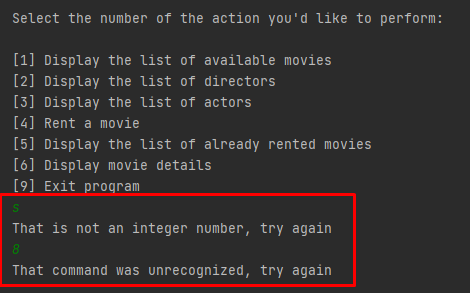 Select the number of the action you'd like to perform:
[1] Display the list of available movies
[2] Display the list of directors
[3] Display the list of actors
[4] Rent a movie
[5] Display the list of already rented movies
[6] Display movie details
[9] Exit program
s
That is not an integer number, try again
8
That command was unrecognized, try again